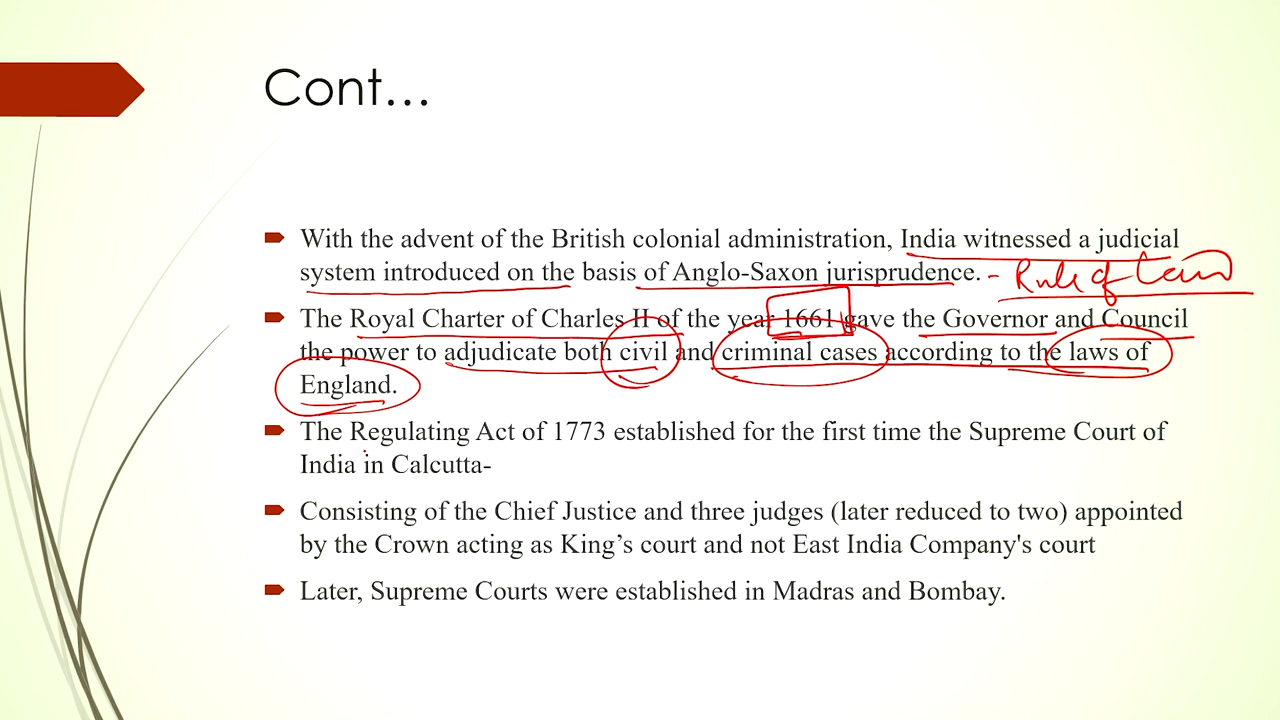 Cont...
With the advent of the British colonial administration, India witnessed a judicial
system introduced on the basis of Anglo-Saxon jurisprudence. - Rule of Law
The Royal Charter of Charles II of the year 1661 gave the Governor and Council
the power to adjudicate both civil and criminal cases according to the laws of
England.
The Regulating Act of 1773 established for the first time the Supreme Court of
India in Calcutta-
Consisting of the Chief Justice and three judges (later reduced to two) appointed
by the Crown acting as King’s court and not East India Company's court
Later, Supreme Courts were established in Madras and Bombay.